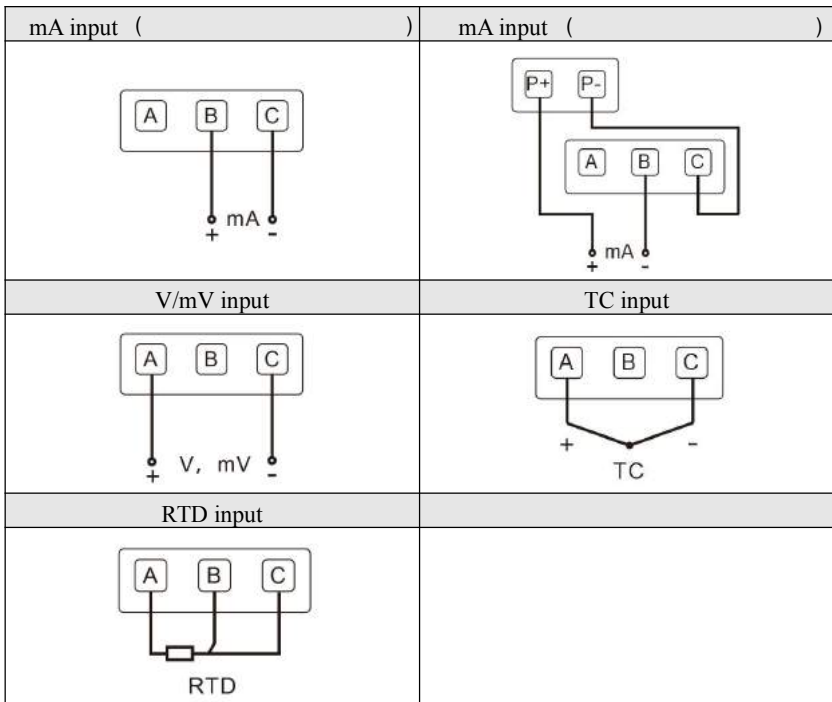 mA input ( )
A B C
+ mA -
mA input ( )
P+ P-
A B C
+ mA -
V/mV input
A B C
+ V, mV -
TC input
A B C
+ -
TC
RTD input
A B C
RTD